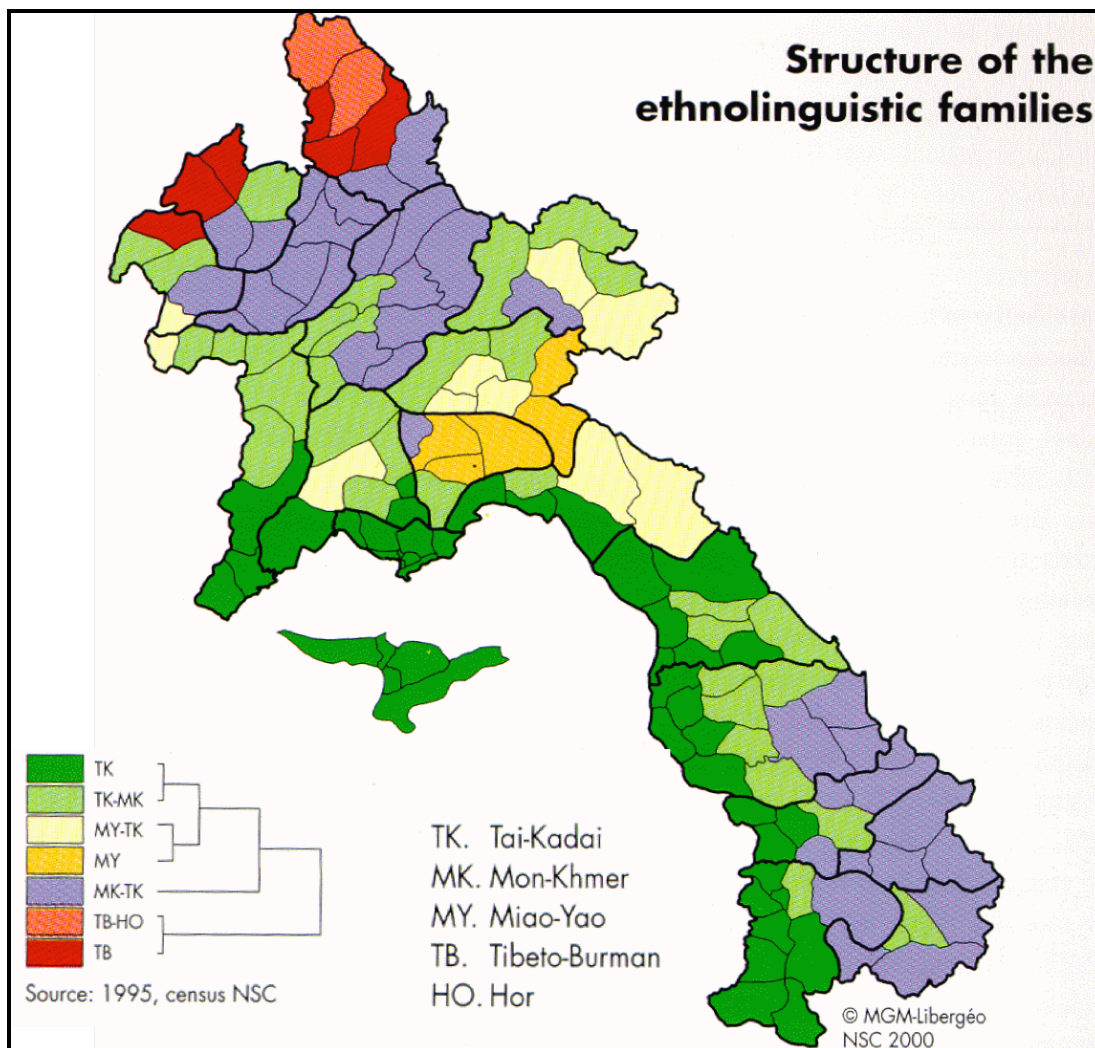 Structure of the
ethnolinguistic families
TK
TK-MK
MY-TK
MY
MK-TK
TB-HO
TB
Source: 1995, census NSC
TK. Tai-Kadai
MK. Mon-Khmer
MY. Miao-Yao
TB. Tibeto-Burman
HO. Hor
© MGM-Libergéo
NSC 2000